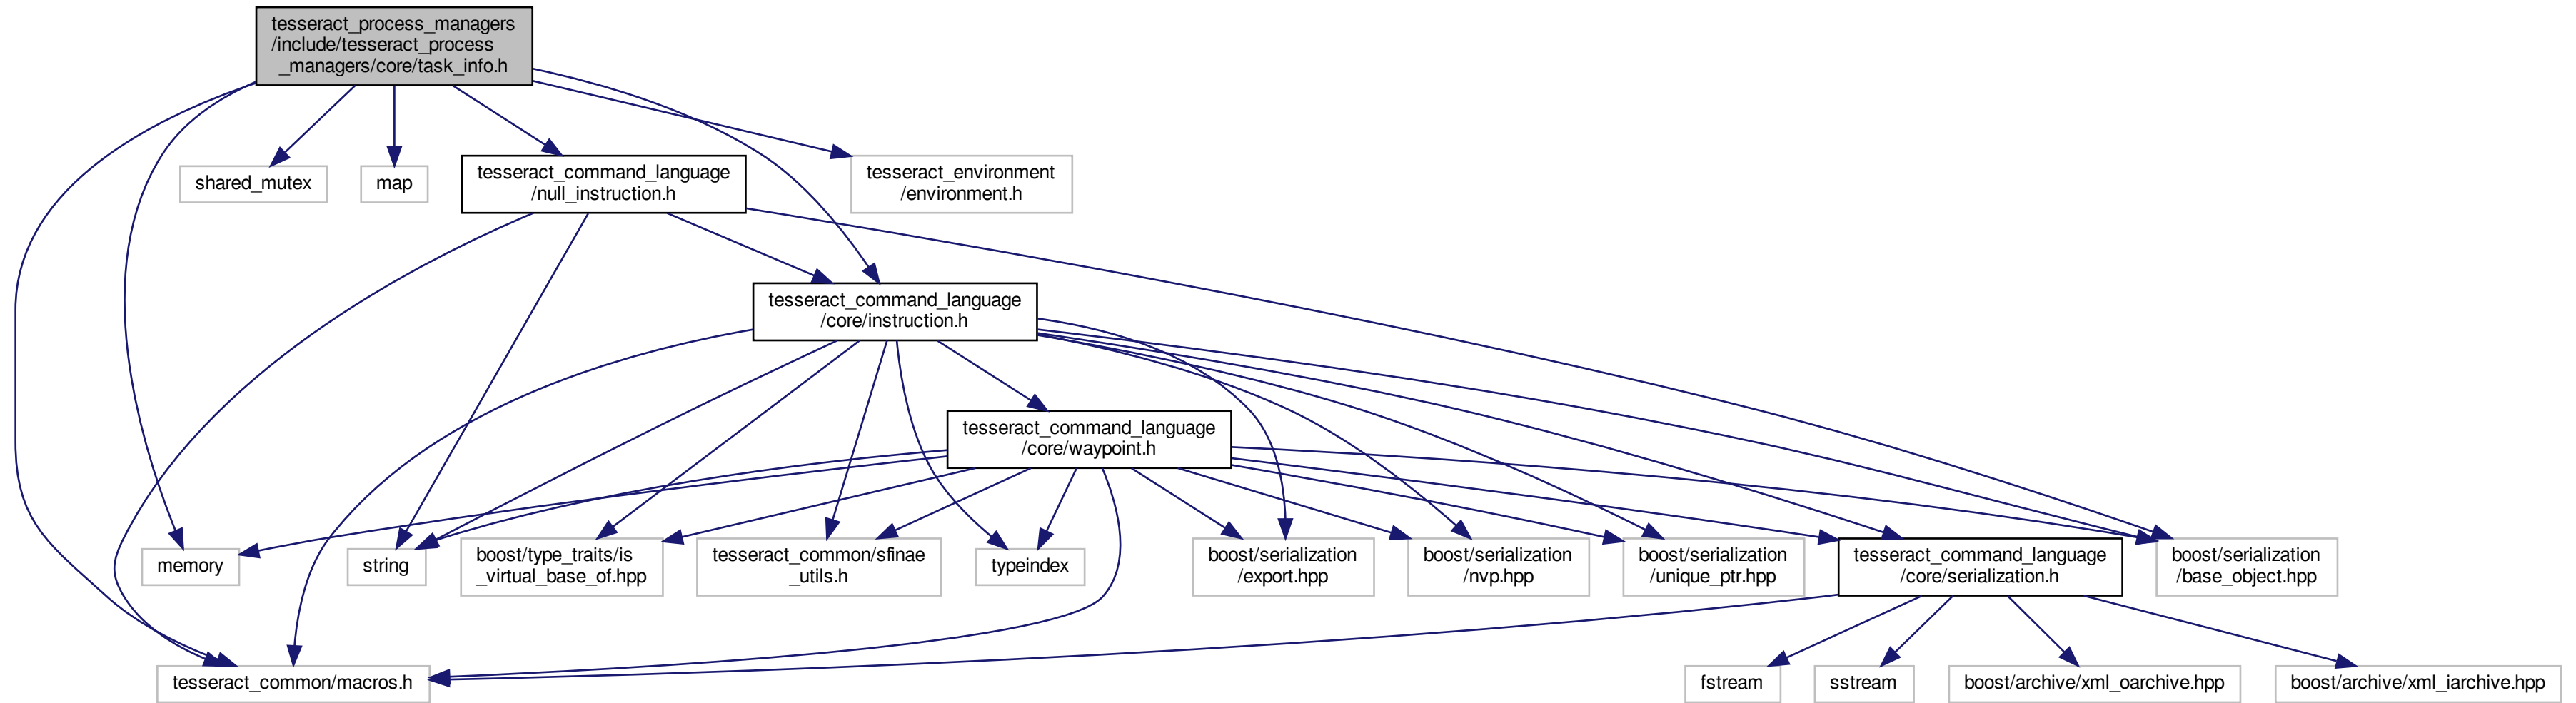 tesseract_process_managers
/include/tesseract_process
_managers/core/task_info.h
shared_mutex
map
tesseract_command_language
/null_instruction.h
tesseract_environment
/environment.h
tesseract_command_language
/core/instruction.h
tesseract_command_language
/core/waypoint.h
memory
string
boost/type_traits/is
_virtual_base_of.hpp
tesseract_common/sfinae
_utils.h
typeindex
boost/serialization
/export.hpp
boost/serialization
/nvp.hpp
boost/serialization
/unique_ptr.hpp
tesseract_command_language
/core/serialization.h
boost/serialization
/base_object.hpp
tesseract_common/macros.h
fstream
sstream
boost/archive/xml_oarchive.hpp
boost/archive/xml_iarchive.hpp